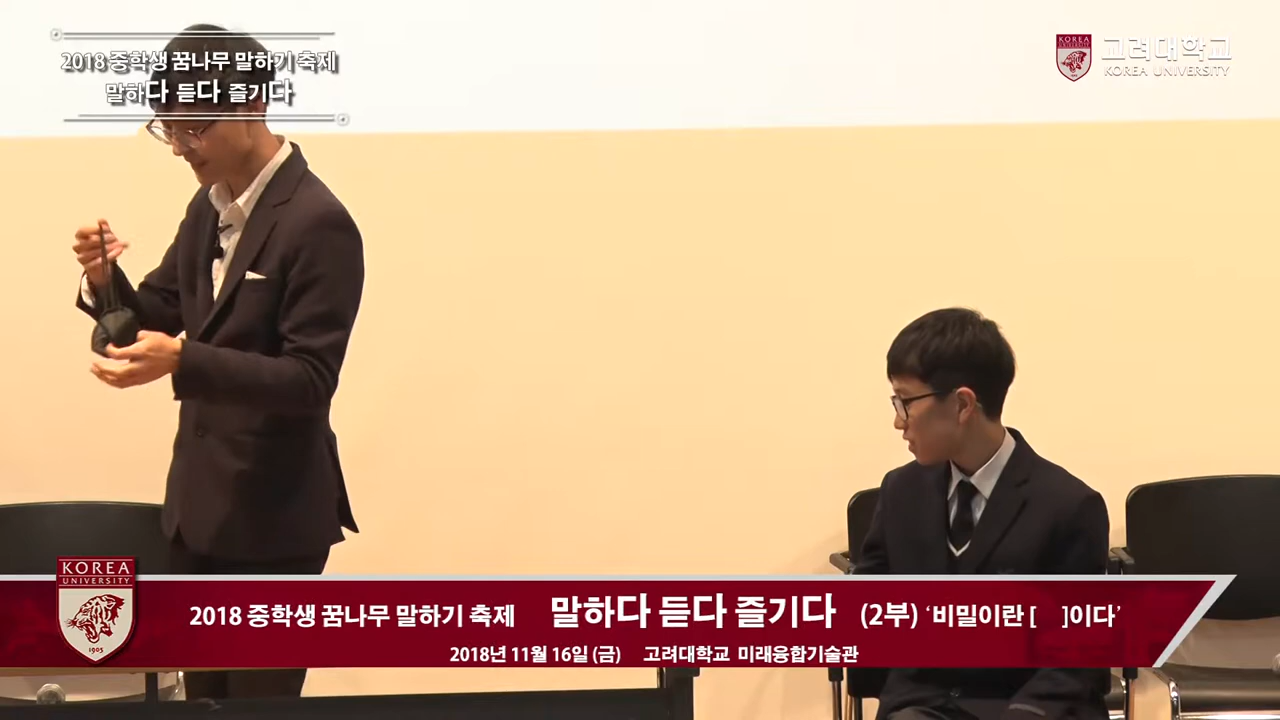 2018 중학생 꿈나무 말하기 축제
말하다 듣다 즐기다
KOREA
UNIVERSITY
1905
고려대학교
KOREA UNIVERSITY
KOREA
UNIVERSITY
1905
2018 중학생 꿈나무 말하기 축제 말하다 듣다 즐기다 (2부) ‘비밀이란 [ ]이다’
2018년 11월 16일 (금) 고려대학교 미래융합기술관